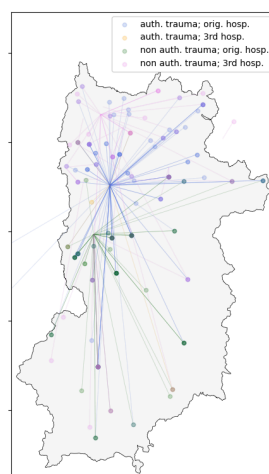 auth. trauma; orig. hosp.
auth. trauma; 3rd hosp.
non auth. trauma; orig. hosp.
non auth. trauma; 3rd hosp.